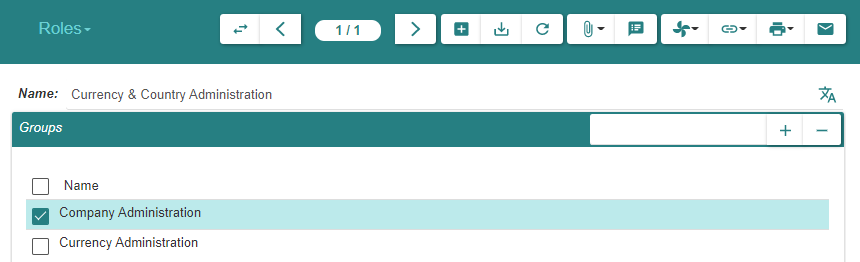 Roles
1 / 1
Name: Currency & Country Administration
Groups
Name
Company Administration
Currency Administration